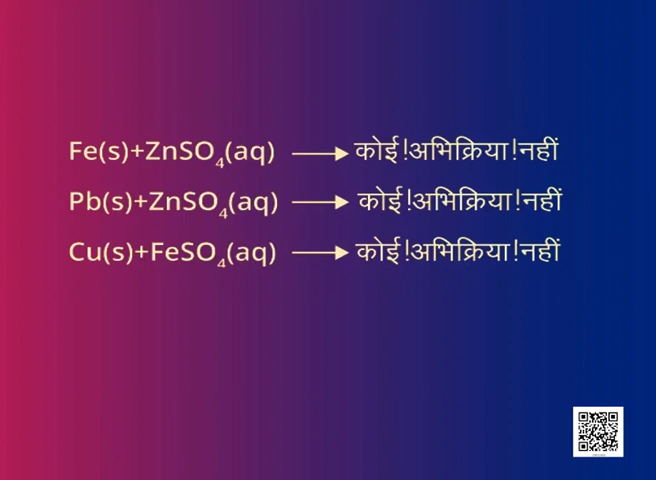 Fe(s)+ZnSO₄(aq) ⟶ कोई!अभिक्रिया!नहीं
Pb(s)+ZnSO₄(aq) ⟶ कोई!अभिक्रिया!नहीं
Cu(s)+FeSO₄(aq) ⟶ कोई!अभिक्रिया!नहीं